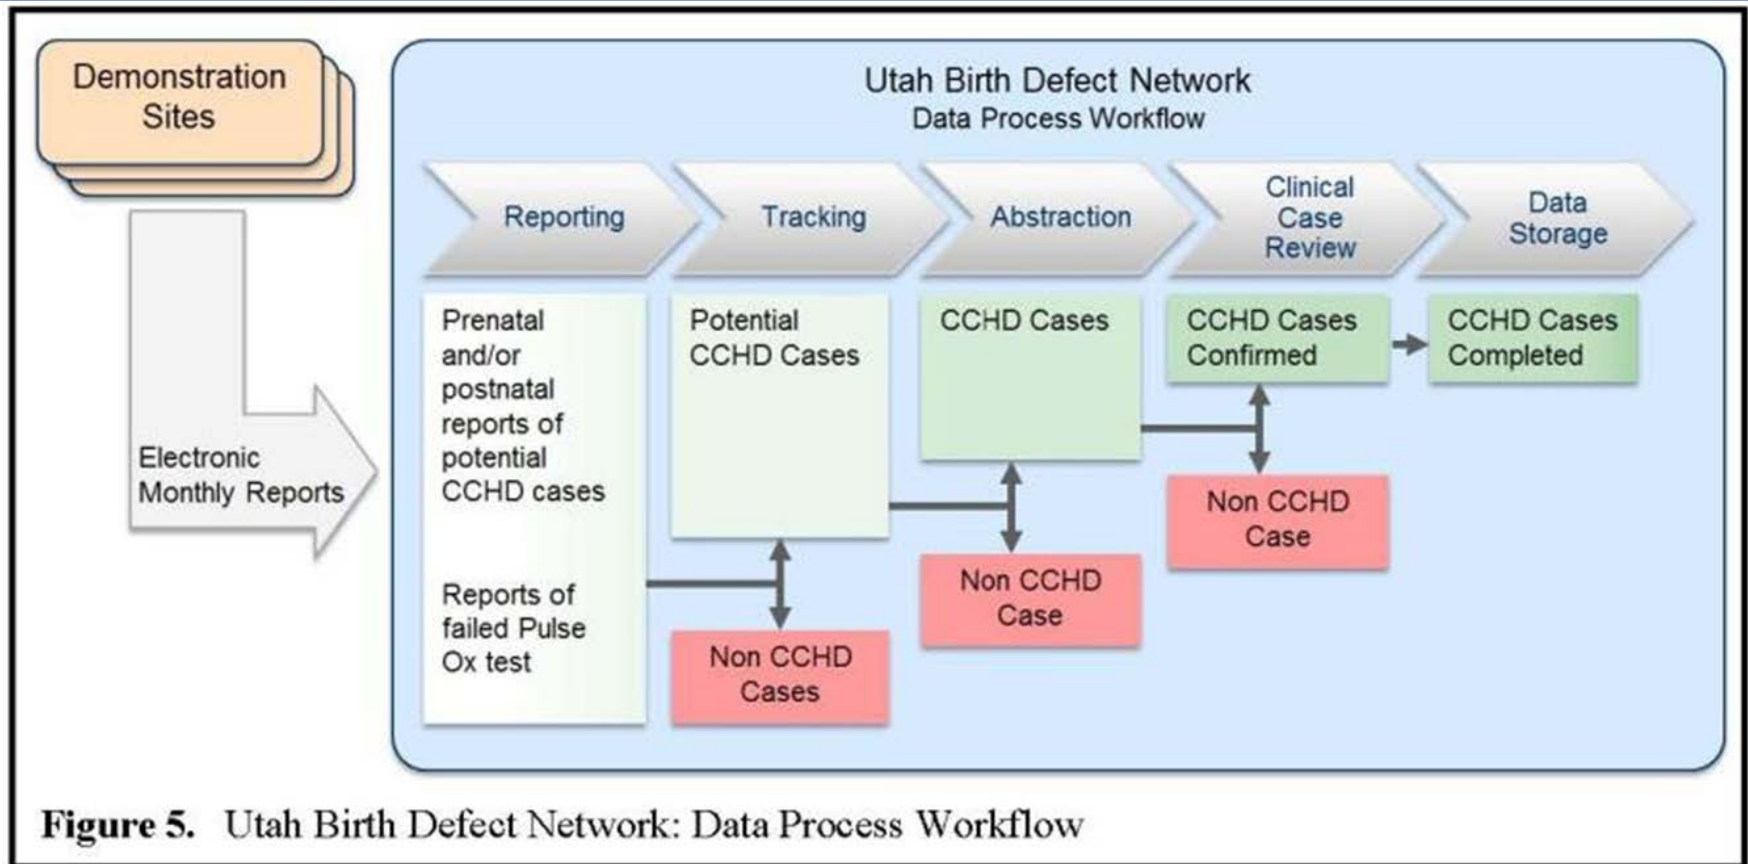 Demonstration
Sites
Electronic
Monthly Reports
Utah Birth Defect Network
Data Process Workflow
Reporting
Tracking
Abstraction
Clinical
Case
Review
Data
Storage
Prenatal
and/or
postnatal
reports of
potential
CCHD cases
Reports of
failed Pulse
Ox test
Potential
CCHD Cases
Non CCHD
Cases
CCHD Cases
Non CCHD
Case
CCHD Cases
Confirmed
Non CCHD
Case
CCHD Cases
Completed
Figure 5. Utah Birth Defect Network: Data Process Workflow